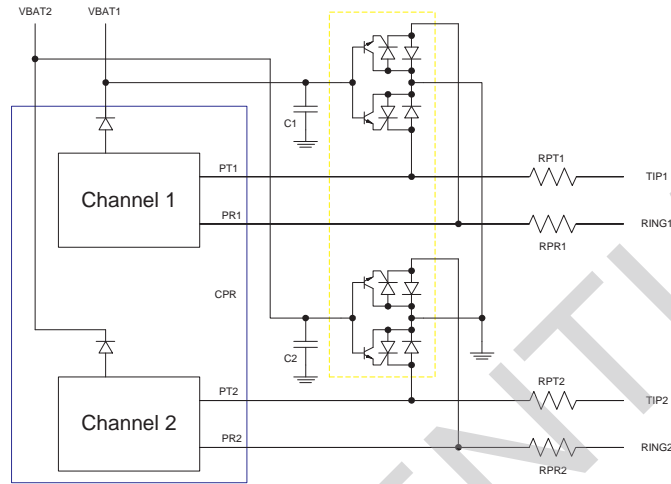 VBAT2 VBAT1
C1
PT1 RPT1 TIP1
Channel 1
PR1 RING1
RPR1
CPR
C2
PT2 RPT2 TIP2
Channel 2
PR2 RING2
RPR2